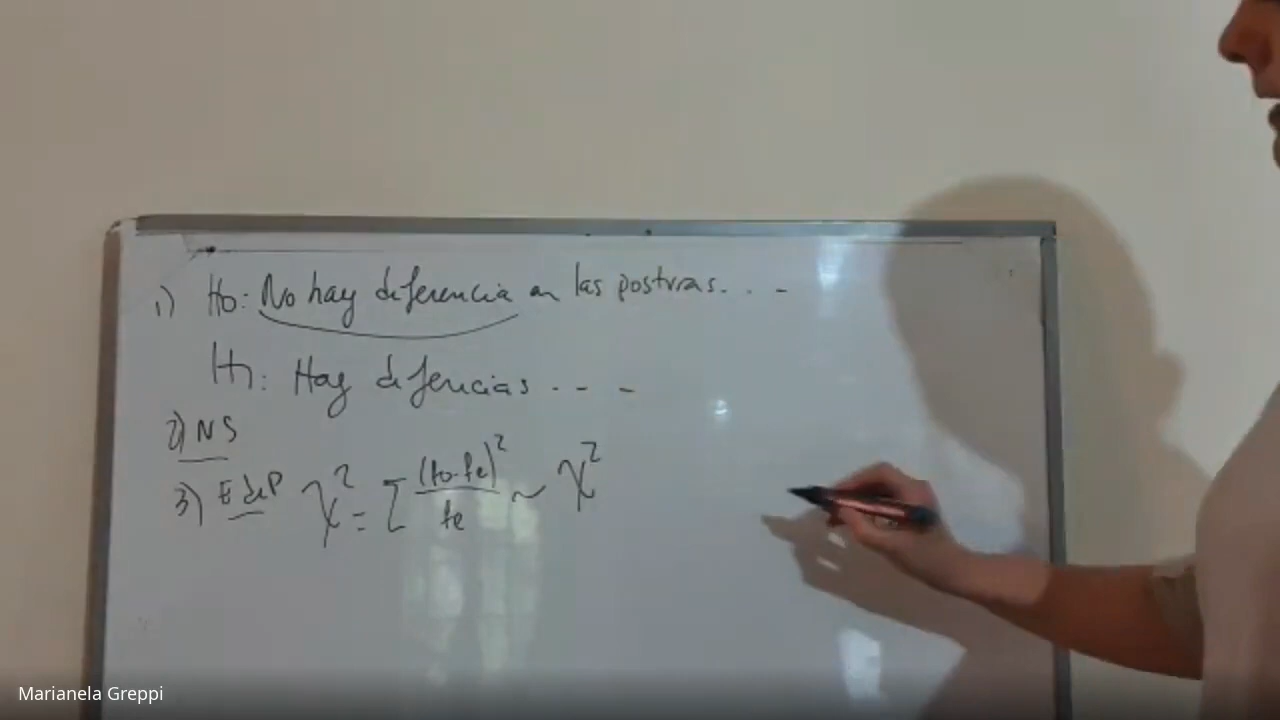 1) Ho: No hay diferencia en las posturas. . -
H1: Hay diferencias . - -
2) NS
3) E de P χ² = Σ (fo-fe)² / fe ~ χ²
Marianela Greppi